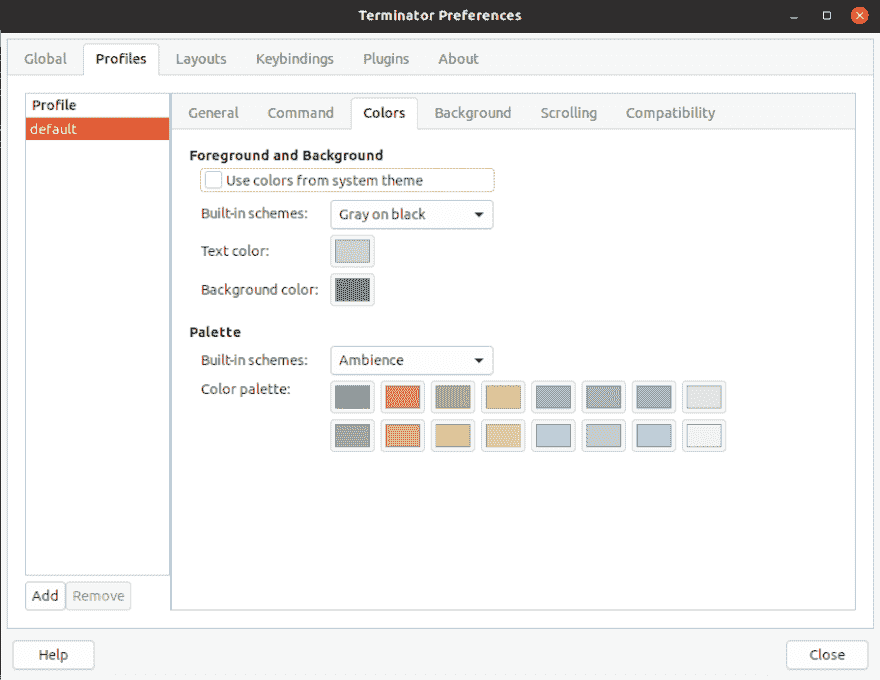 Terminator Preferences
Global Profiles Layouts Keybindings Plugins About
Profile
default
General Command Colors Background Scrolling Compatibility
Foreground and Background
Use colors from system theme
Built-in schemes: Gray on black
Text color:
Background color:
Palette
Built-in schemes: Ambience
Color palette:
Add Remove
Help Close